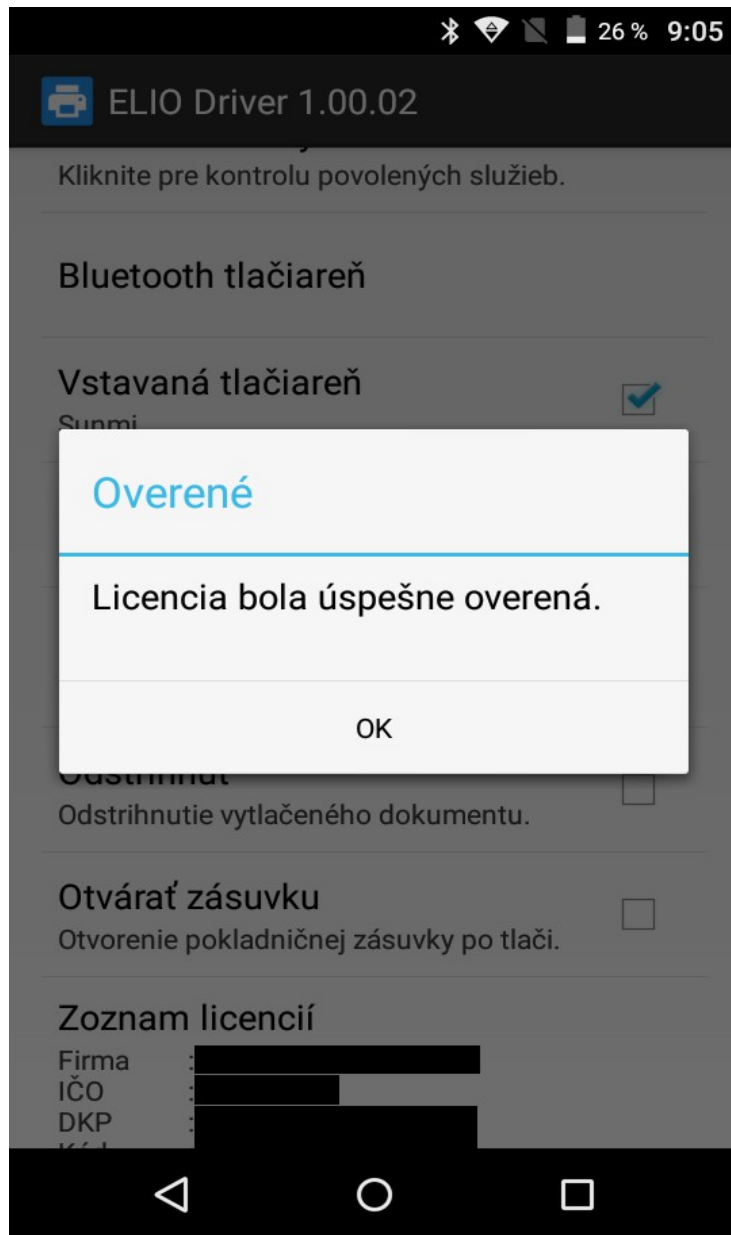 26 % 9:05
ELIO Driver 1.00.02
Kliknite pre kontrolu povolených služieb.
Bluetooth tlačiareň
Vstavaná tlačiareň
Sunmi
Overené
Licencia bola úspešne overená.
OK
Odstrihnúť
Odstrihnutie vytlačeného dokumentu.
Otvárať zásuvku
Otvorenie pokladničnej zásuvky po tlači.
Zoznam licencií
Firma :
IČO :
DKP :